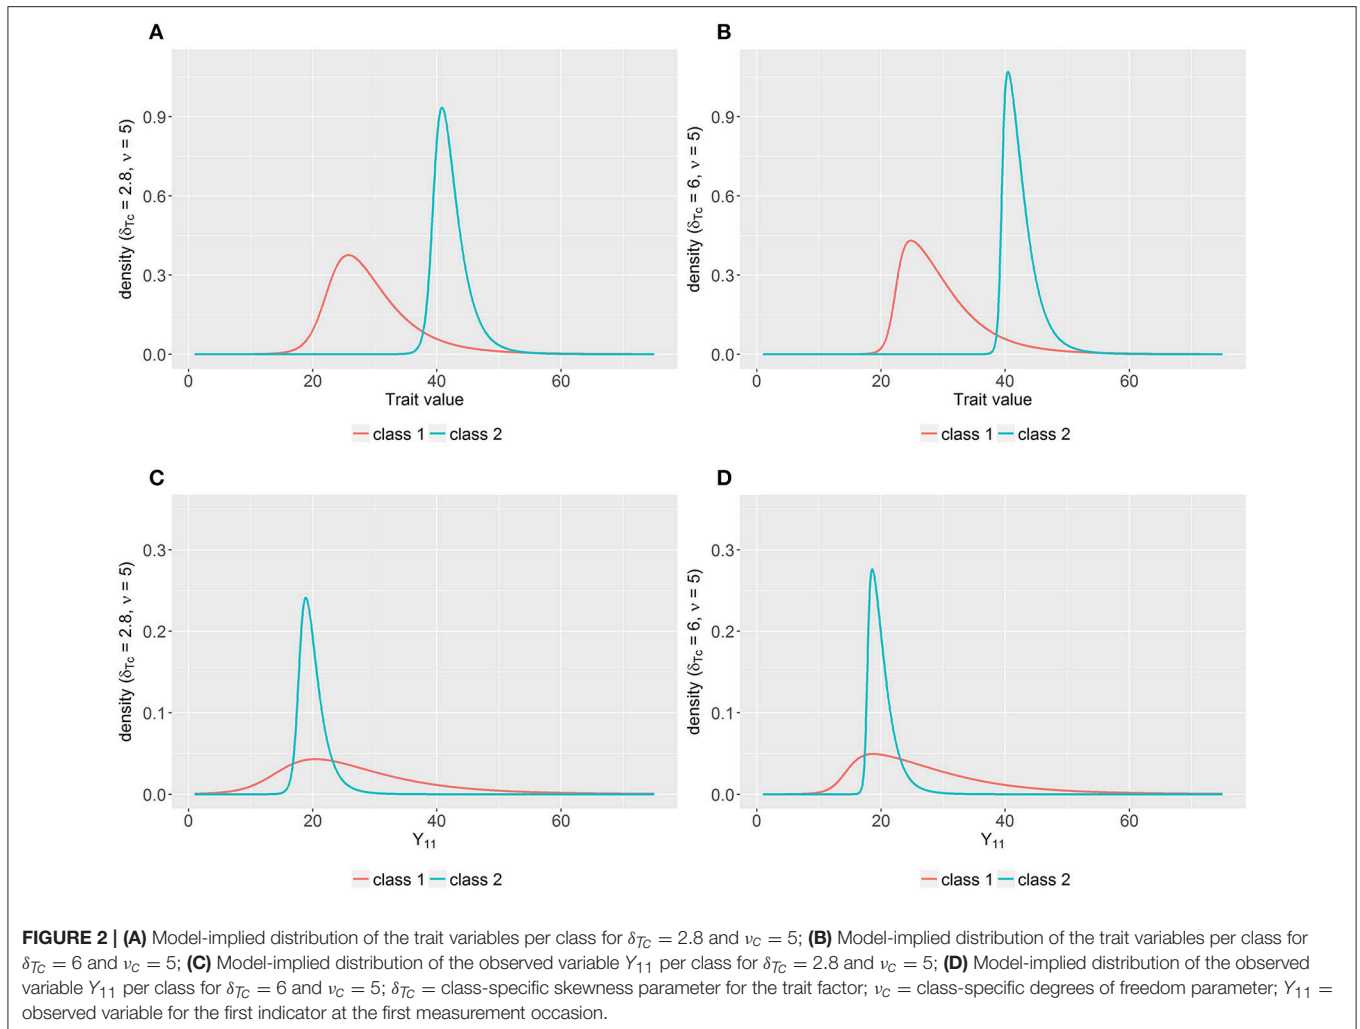 A
density (δTc = 2.8, ν = 5)
0.9
0.6
0.3
0.0
0 20 40 60
Trait value
class 1 class 2
B
density (δTc = 6, ν = 5)
0.9
0.6
0.3
0.0
0 20 40 60
Trait value
class 1 class 2
C
density (δTc = 2.8, ν = 5)
0.3
0.2
0.1
0.0
0 20 40 60
Y11
class 1 class 2
D
density (δTc = 6, ν = 5)
0.3
0.2
0.1
0.0
0 20 40 60
Y11
class 1 class 2
FIGURE 2 | (A) Model-implied distribution of the trait variables per class for δTc = 2.8 and νc = 5; (B) Model-implied distribution of the trait variables per class for
δTc = 6 and νc = 5; (C) Model-implied distribution of the observed variable Y11 per class for δTc = 2.8 and νc = 5; (D) Model-implied distribution of the observed
variable Y11 per class for δTc = 6 and νc = 5; δTc = class-specific skewness parameter for the trait factor; νc = class-specific degrees of freedom parameter; Y11 =
observed variable for the first indicator at the first measurement occasion.